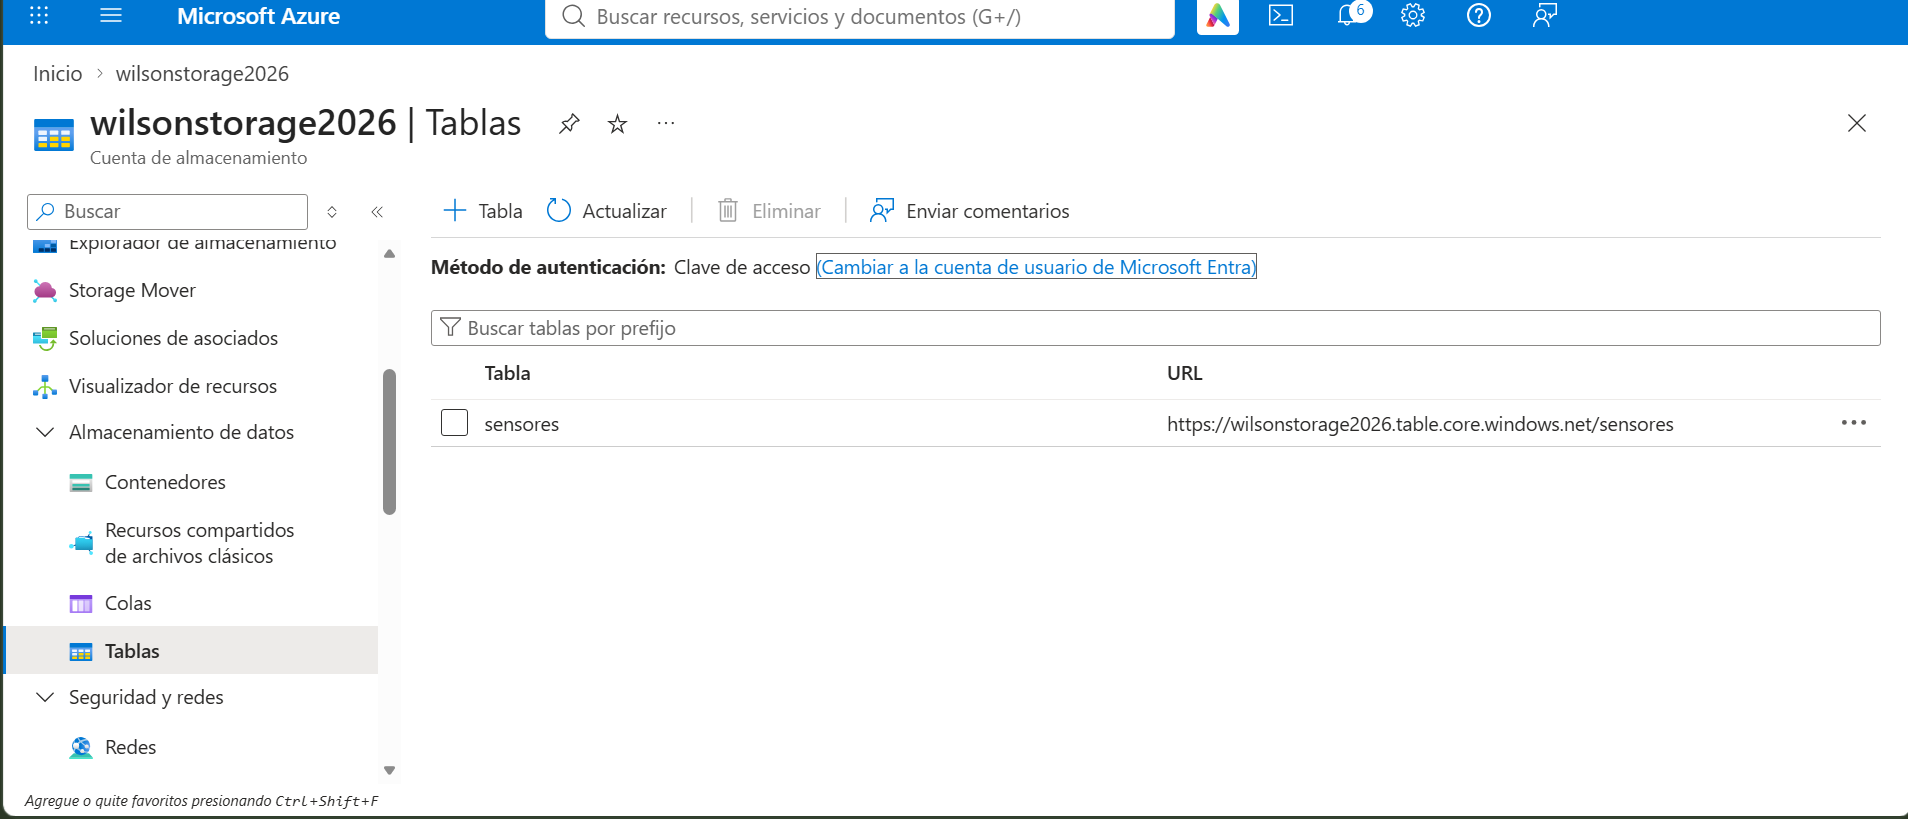 Microsoft Azure
Buscar recursos, servicios y documentos (G+/)
6
Inicio > wilsonstorage2026
wilsonstorage2026 | Tablas
Cuenta de almacenamiento
Buscar
Explorador de almacenamiento
Storage Mover
Soluciones de asociados
Visualizador de recursos
Almacenamiento de datos
Contenedores
Recursos compartidos
de archivos clásicos
Colas
Tablas
Seguridad y redes
Redes
Agregue o quite favoritos presionando Ctrl+Shift+F
Tabla
Actualizar
Eliminar
Enviar comentarios
Método de autenticación: Clave de acceso (Cambiar a la cuenta de usuario de Microsoft Entra)
Buscar tablas por prefijo
Tabla URL
sensores https://wilsonstorage2026.table.core.windows.net/sensores